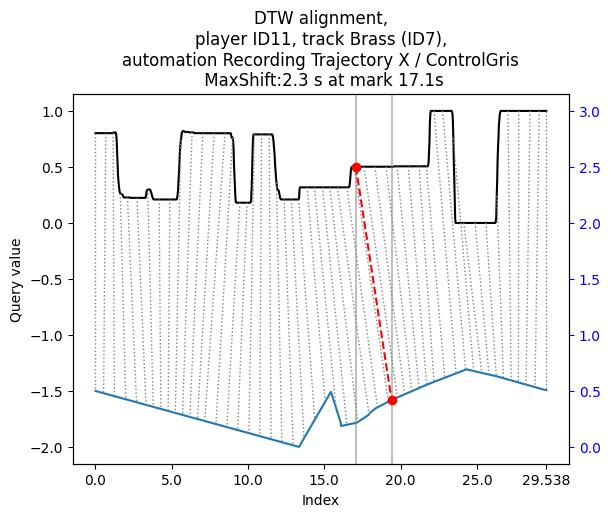 DTW alignment,
player ID11, track Brass (ID7),
automation Recording Trajectory X / ControlGris
MaxShift:2.3 s at mark 17.1s
1.0
0.5
0.0
−0.5
−1.0
−1.5
−2.0
Query value
3.0
2.5
2.0
1.5
1.0
0.5
0.0
0.0 5.0 10.0 15.0 20.0 25.0 29.538
Index